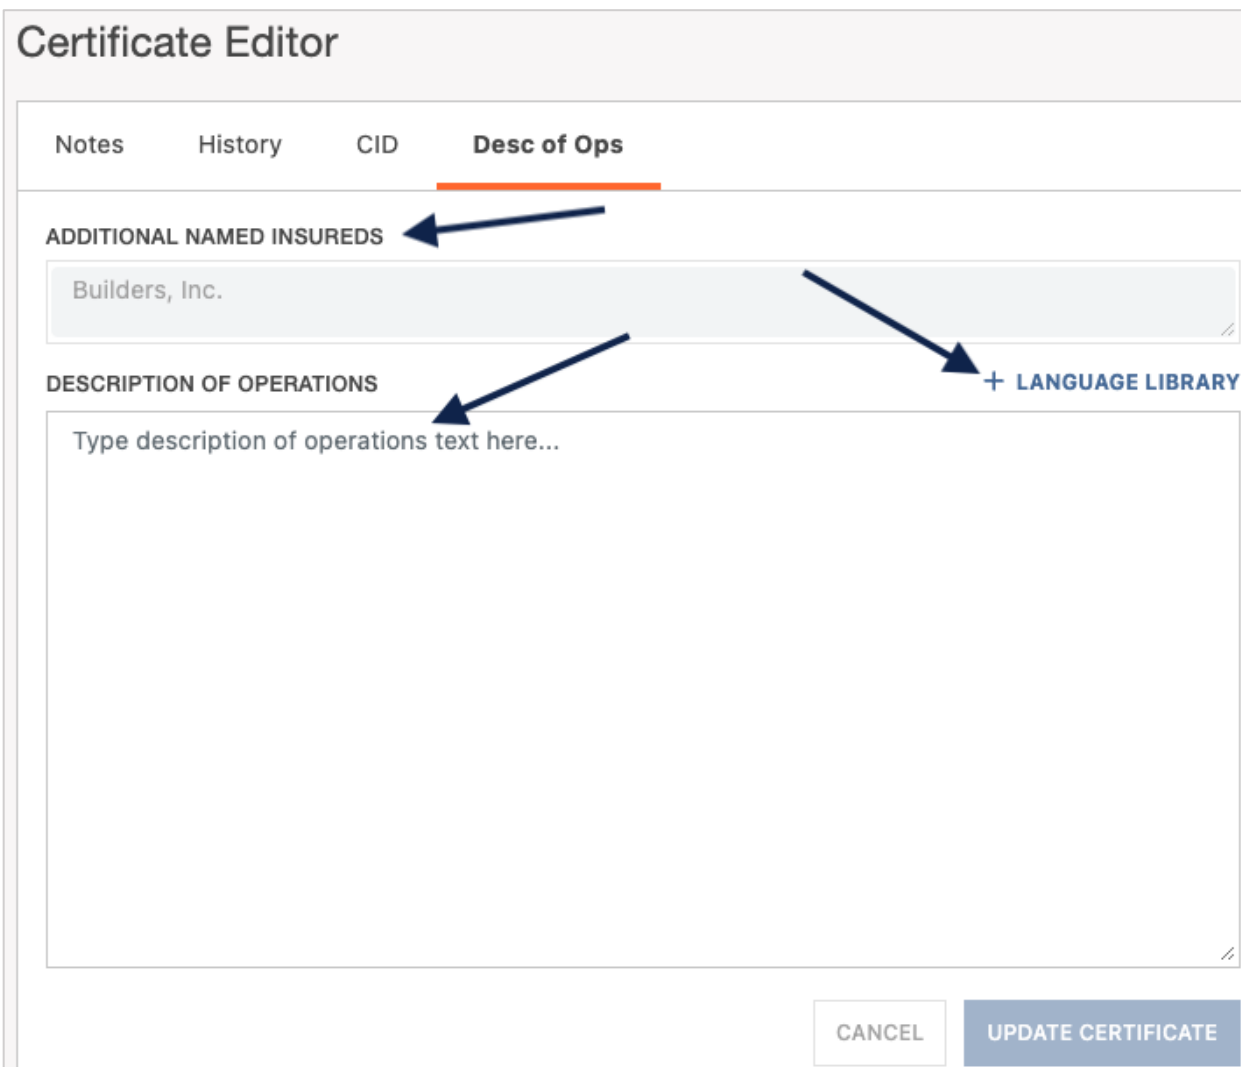 Certificate Editor
Notes History CID Desc of Ops
ADDITIONAL NAMED INSUREDS
Builders, Inc.
DESCRIPTION OF OPERATIONS + LANGUAGE LIBRARY
Type description of operations text here...
CANCEL UPDATE CERTIFICATE